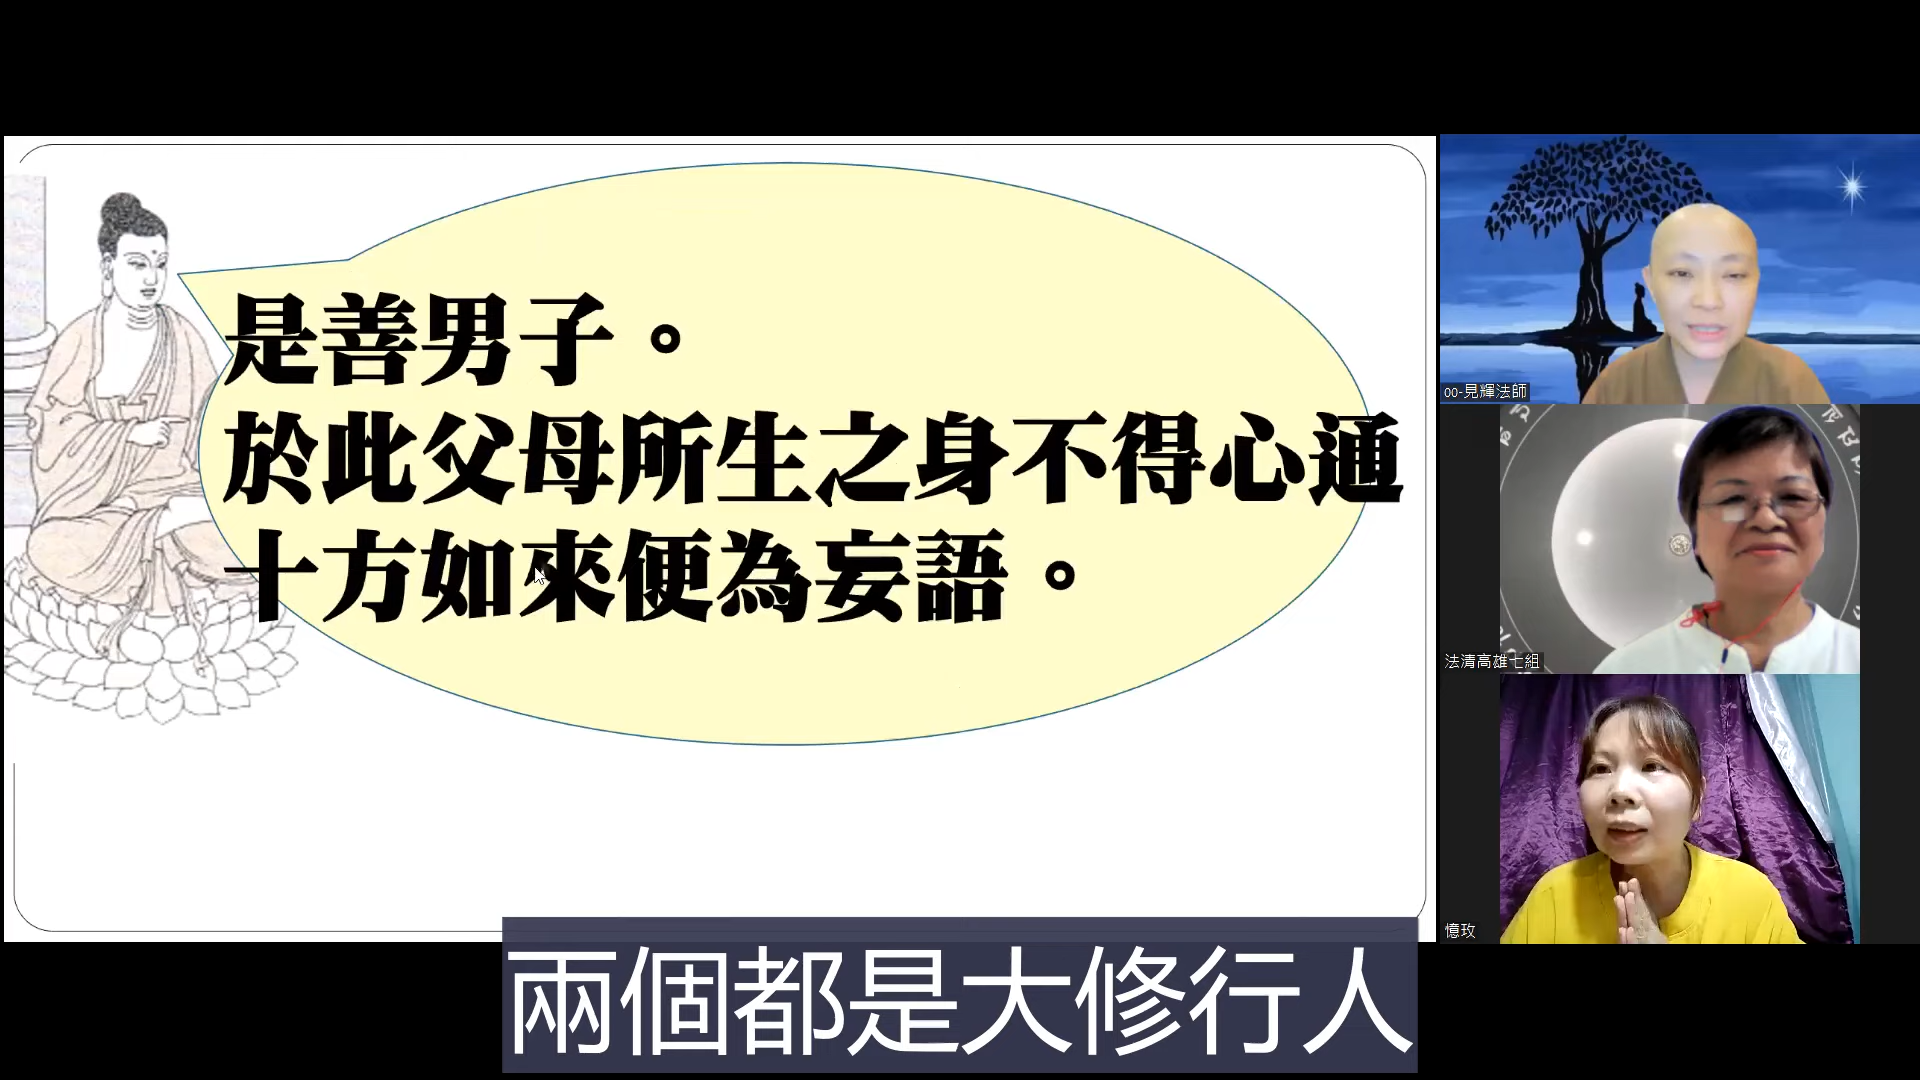 是善男子。
於此父母所生之身不得心通
十方如來便為妄語。
00-見輝法師
法清高雄七組
憶玫
兩個都是大修行人